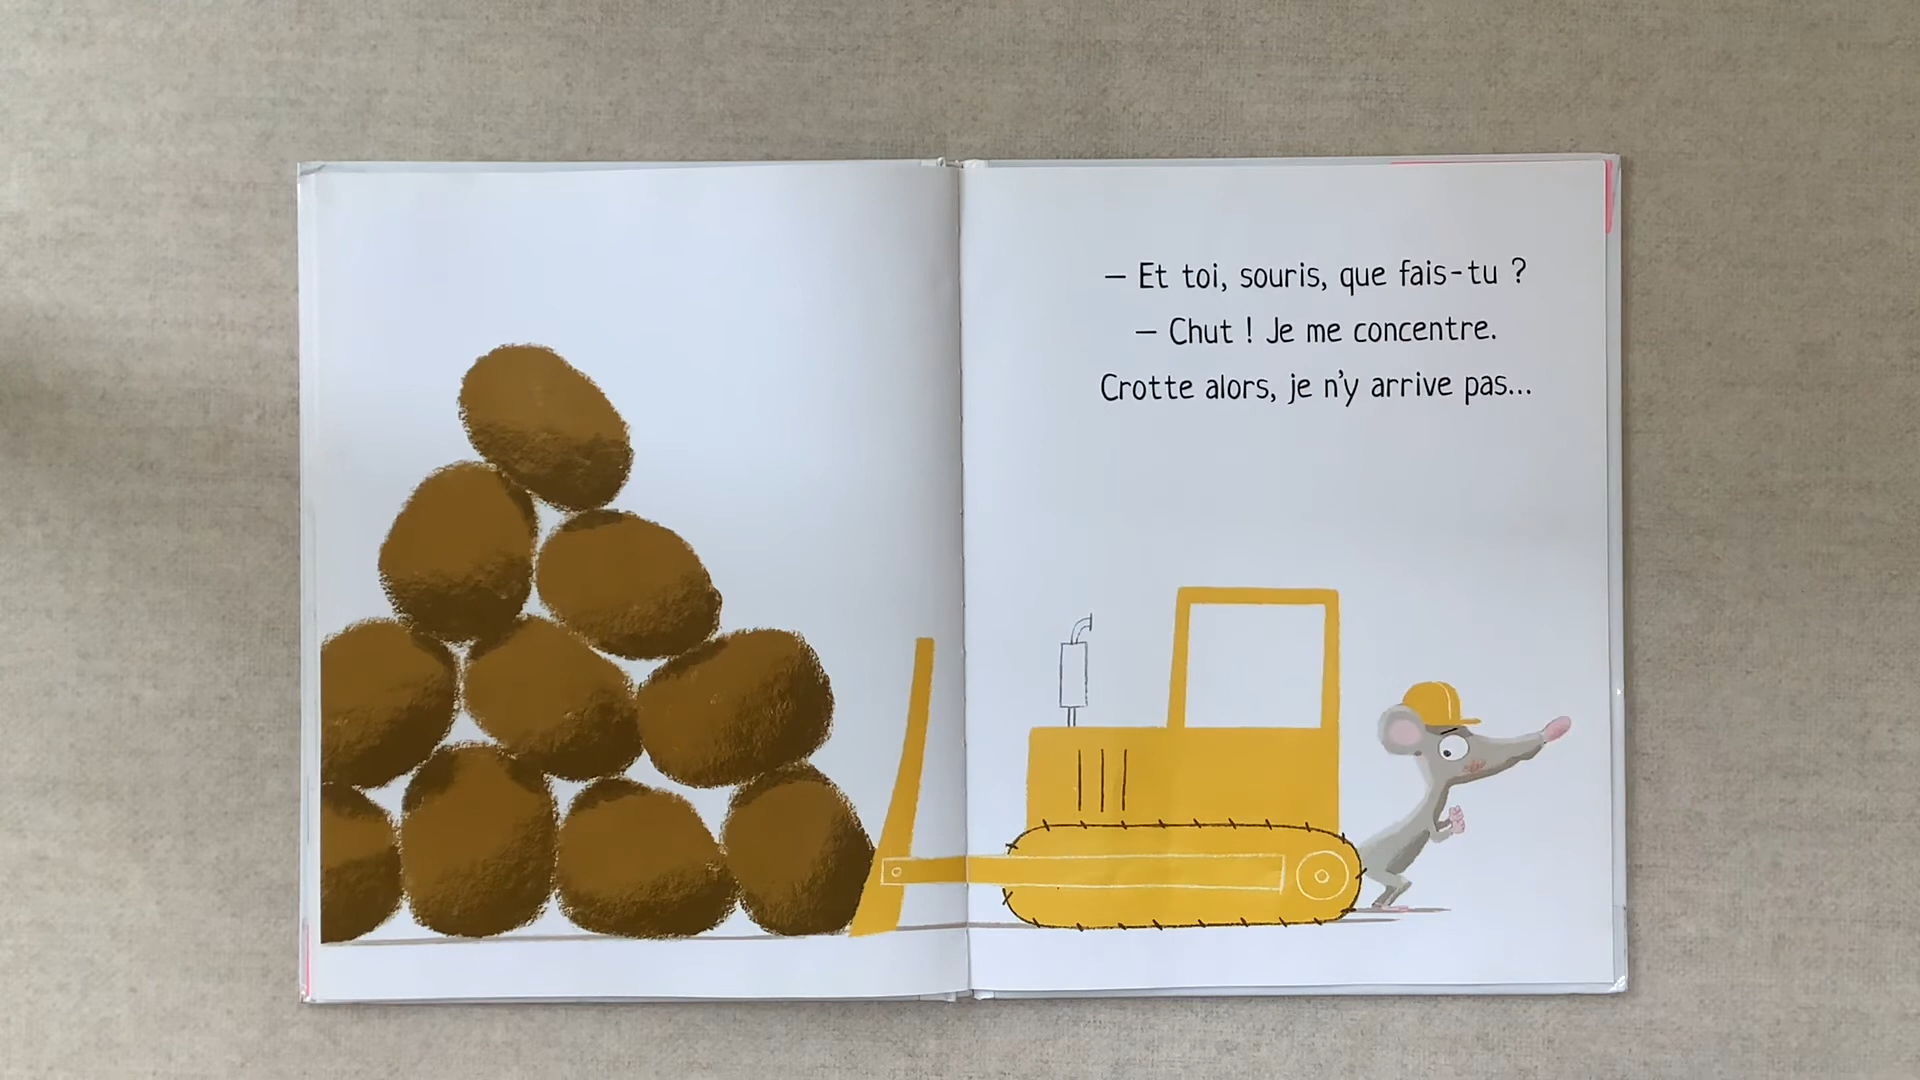 – Et toi, souris, que fais-tu ?
– Chut ! Je me concentre.
Crotte alors, je n’y arrive pas...